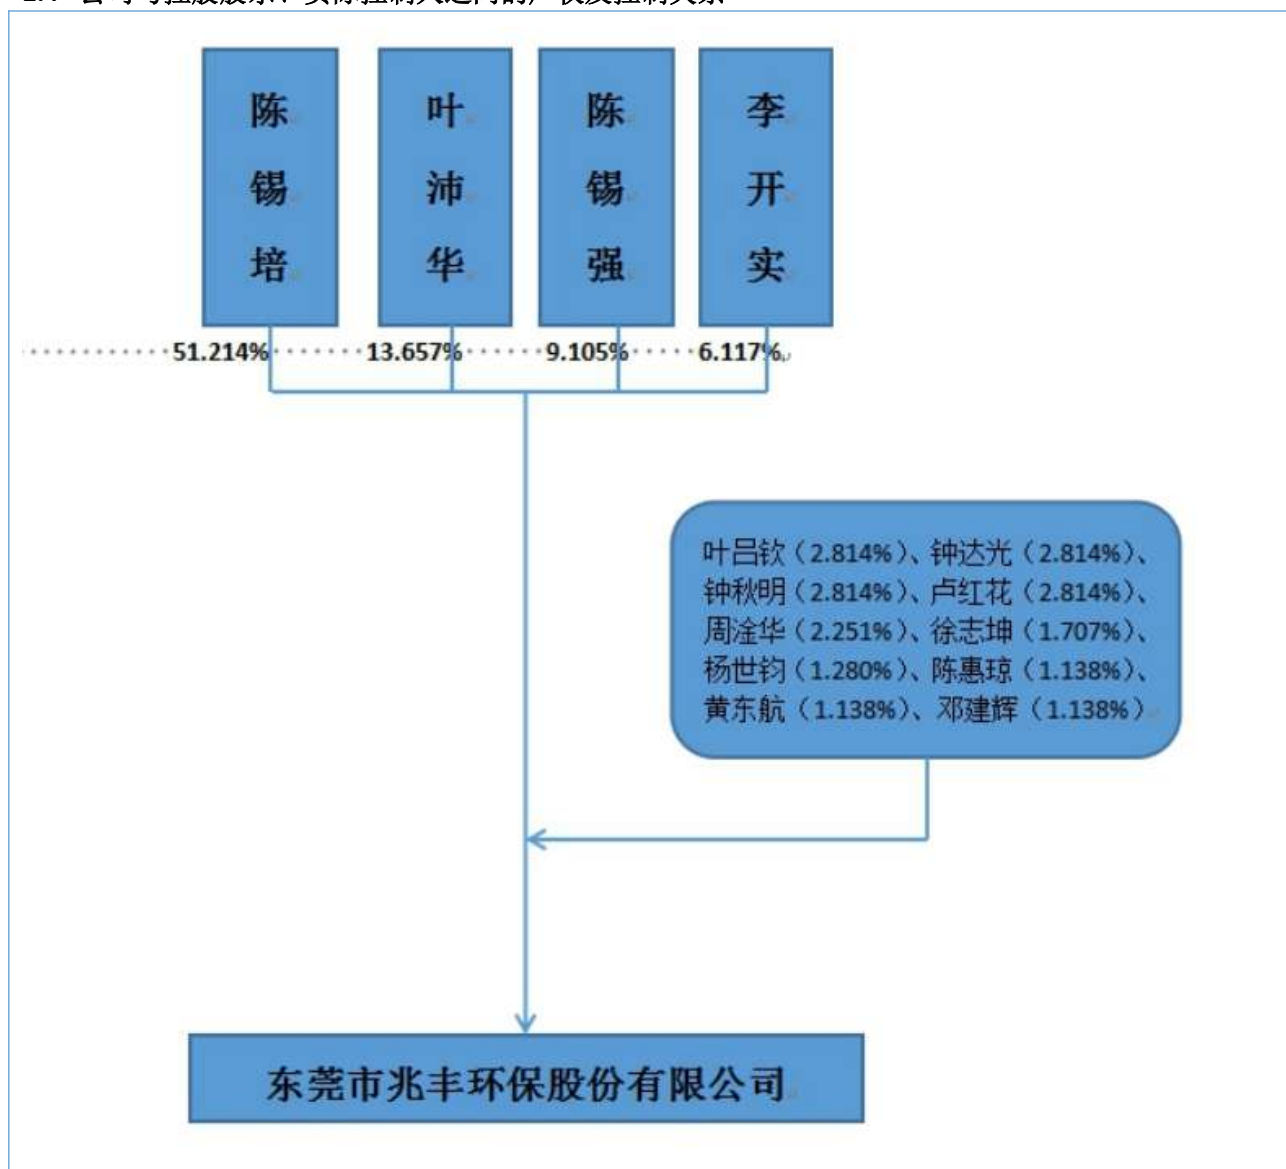 陈锡培
叶沛华
陈锡强
李开实
51.214% 13.657% 9.105% 6.117%
叶吕钦（2.814%）、钟达光（2.814%）、
钟秋明（2.814%）、卢红花（2.814%）、
周淦华（2.251%）、徐志坤（1.707%）、
杨世钧（1.280%）、陈惠琼（1.138%）、
黄东航（1.138%）、邓建辉（1.138%）
东莞市兆丰环保股份有限公司